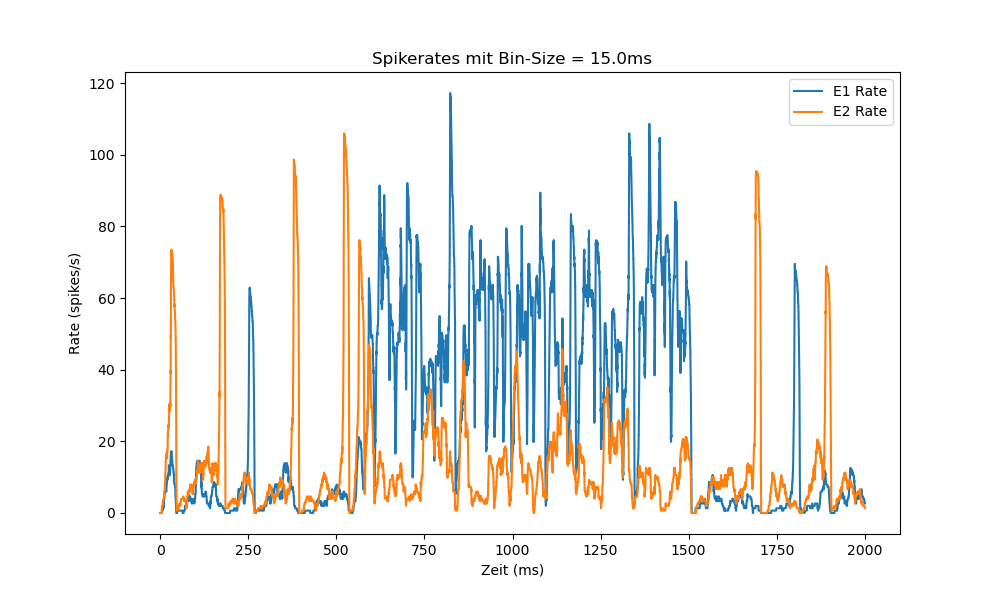 Spikerates mit Bin-Size = 15.0ms
E1 Rate
E2 Rate
120
100
80
60
40
20
0
Rate (spikes/s)
0 250 500 750 1000 1250 1500 1750 2000
Zeit (ms)